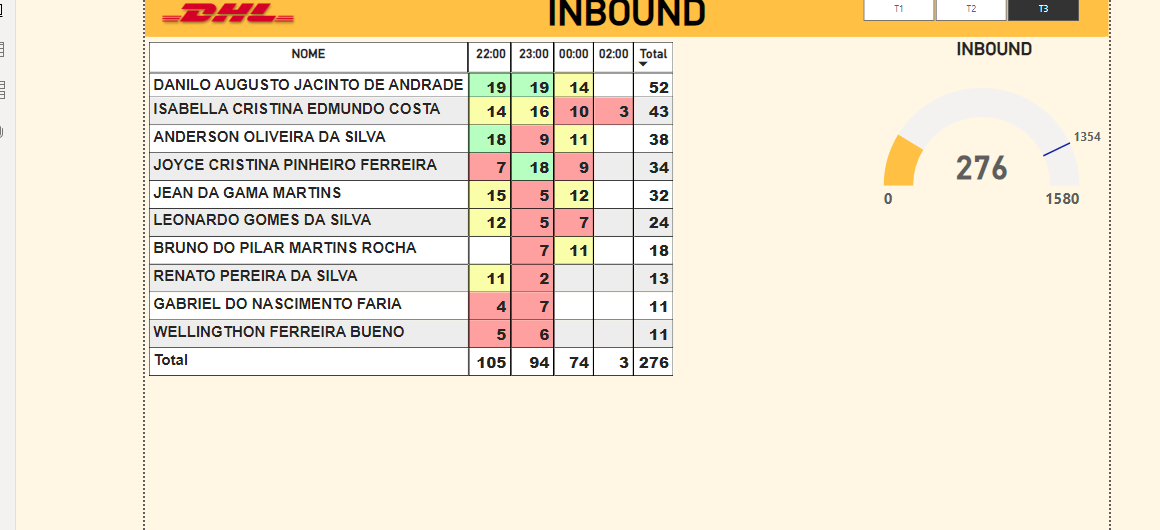 DHL INBOUND T1 T2 T3
NOME 22:00 23:00 00:00 02:00 Total
DANILO AUGUSTO JACINTO DE ANDRADE 19 19 14 52
ISABELLA CRISTINA EDMUNDO COSTA 14 16 10 3 43
ANDERSON OLIVEIRA DA SILVA 18 9 11 38
JOYCE CRISTINA PINHEIRO FERREIRA 7 18 9 34
JEAN DA GAMA MARTINS 15 5 12 32
LEONARDO GOMES DA SILVA 12 5 7 24
BRUNO DO PILAR MARTINS ROCHA 7 11 18
RENATO PEREIRA DA SILVA 11 2 13
GABRIEL DO NASCIMENTO FARIA 4 7 11
WELLINGTHON FERREIRA BUENO 5 6 11
Total 105 94 74 3 276
INBOUND
1354
276
0 1580